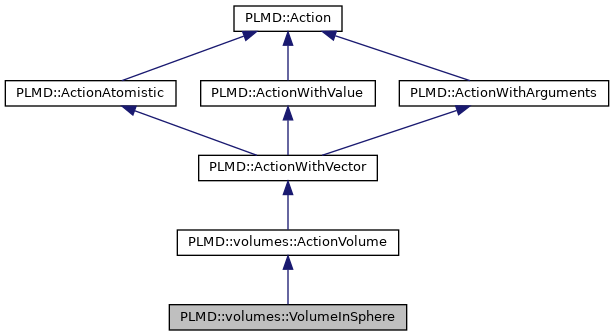 PLMD::Action
PLMD::ActionAtomistic
PLMD::ActionWithValue
PLMD::ActionWithArguments
PLMD::ActionWithVector
PLMD::volumes::ActionVolume
PLMD::volumes::VolumeInSphere